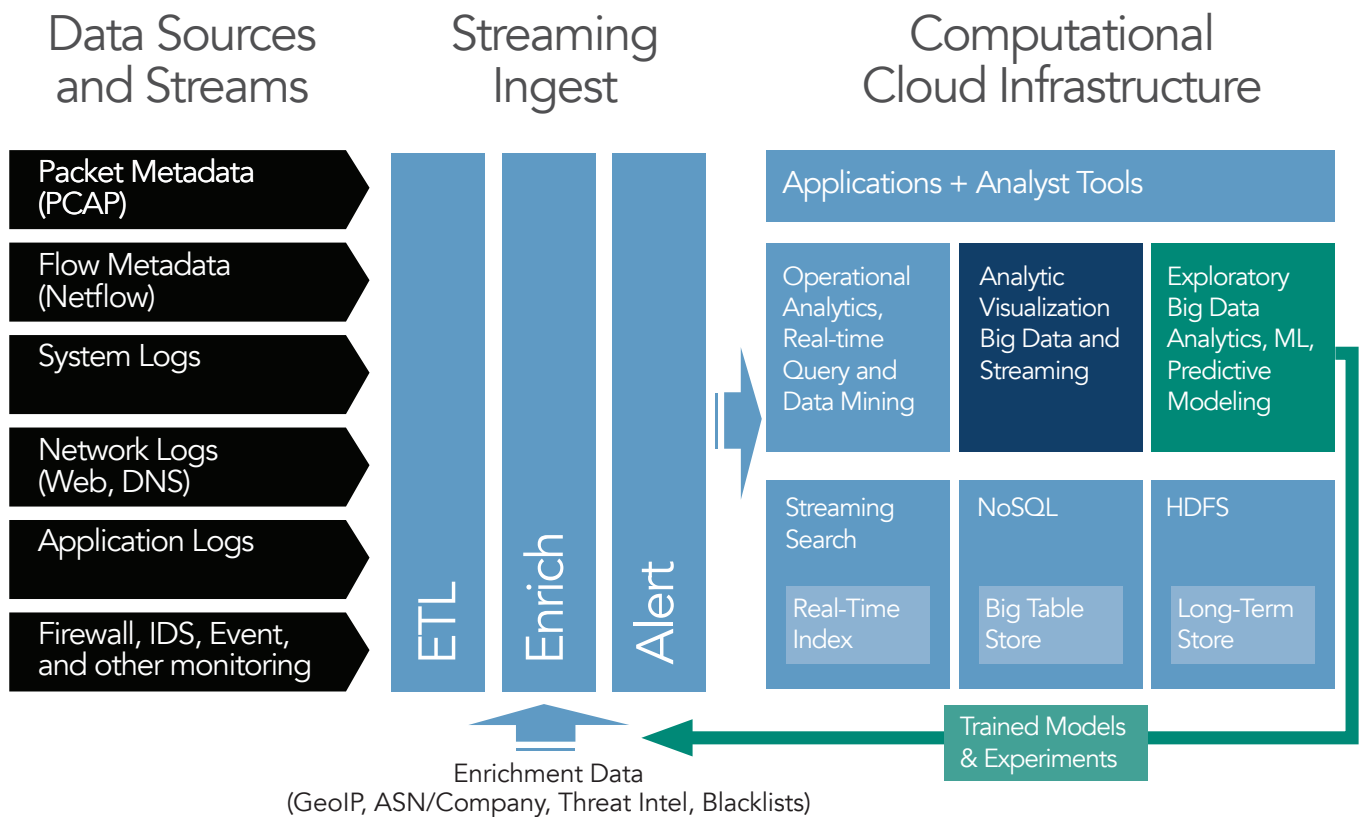 Data Sources
and Streams
Streaming
Ingest
Computational
Cloud Infrastructure
Packet Metadata
(PCAP)
Flow Metadata
(Netflow)
System Logs
Network Logs
(Web, DNS)
Application Logs
Firewall, IDS, Event,
and other monitoring
ETL
Enrich
Alert
Enrichment Data
(GeoIP, ASN/Company, Threat Intel, Blacklists)
Applications + Analyst Tools
Operational
Analytics,
Real-time
Query and
Data Mining
Analytic
Visualization
Big Data and
Streaming
Exploratory
Big Data
Analytics, ML,
Predictive
Modeling
Streaming
Search
Real-Time
Index
NoSQL
Big Table
Store
HDFS
Long-Term
Store
Trained Models
& Experiments